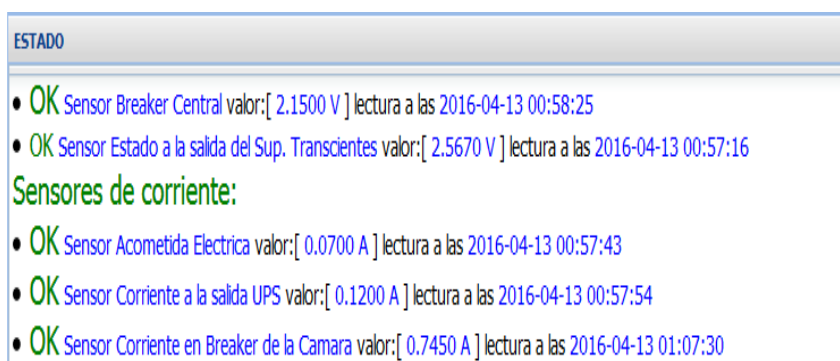 ESTADO
• OK Sensor Breaker Central valor:[ 2.1500 V ] lectura a las 2016-04-13 00:58:25
• OK Sensor Estado a la salida del Sup. Transcientes valor:[ 2.5670 V ] lectura a las 2016-04-13 00:57:16
Sensores de corriente:
• OK Sensor Acometida Electrica valor:[ 0.0700 A ] lectura a las 2016-04-13 00:57:43
• OK Sensor Corriente a la salida UPS valor:[ 0.1200 A ] lectura a las 2016-04-13 00:57:54
• OK Sensor Corriente en Breaker de la Camara valor:[ 0.7450 A ] lectura a las 2016-04-13 01:07:30